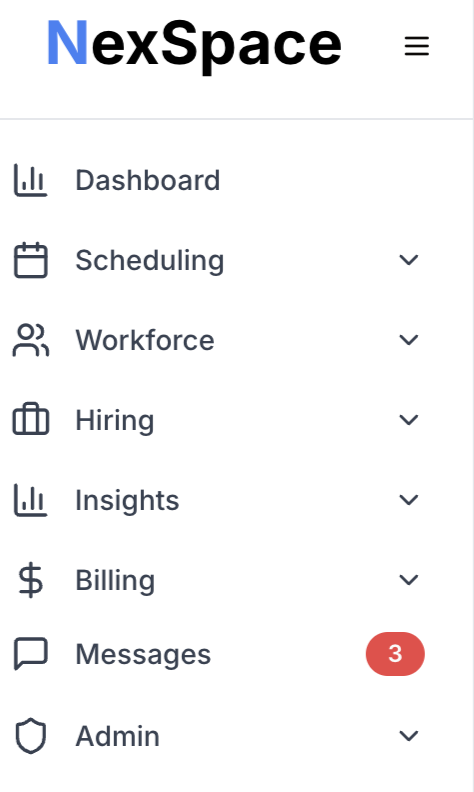 NexSpace
Dashboard
Scheduling
Workforce
Hiring
Insights
Billing
Messages 3
Admin